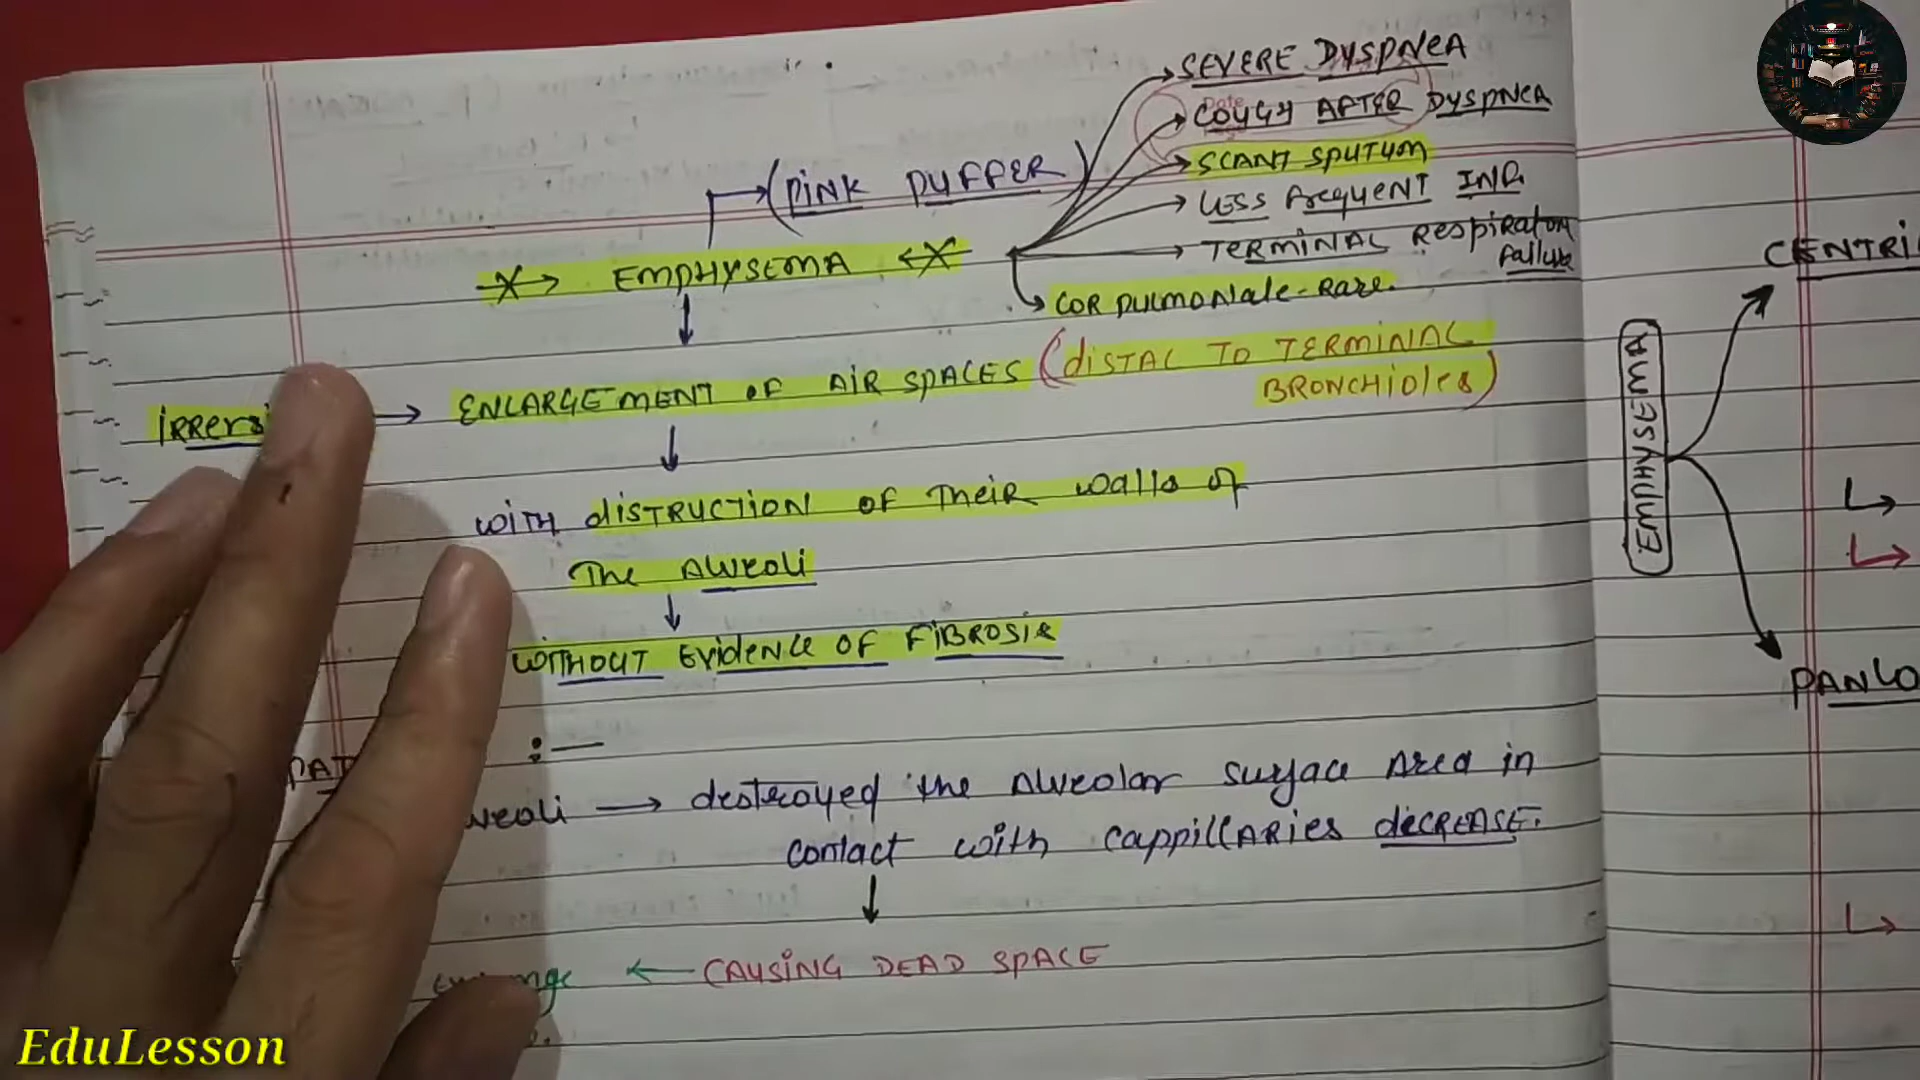 SEVERE DYSPNEA
COUGH AFTER DYSPNEA
(PINK PUFFER)
SCANT SPUTUM
LESS frequent INF.
TERMINAL Respiratory
failure
EMPHYSEMA
COR pulmonale - Rare.
ENLARGEMENT OF AIR SPACES (DISTAL TO TERMINAL
BRONCHIOles)
with distruction of their walls of
The Alveoli
WITHOUT Evidence OF FIBROSIS
:—
destroyed the Alveolar surface Area in
contact with cappillARies decREASE.
CAUSING DEAD SPACE
EMPHYSEMA
EduLesson